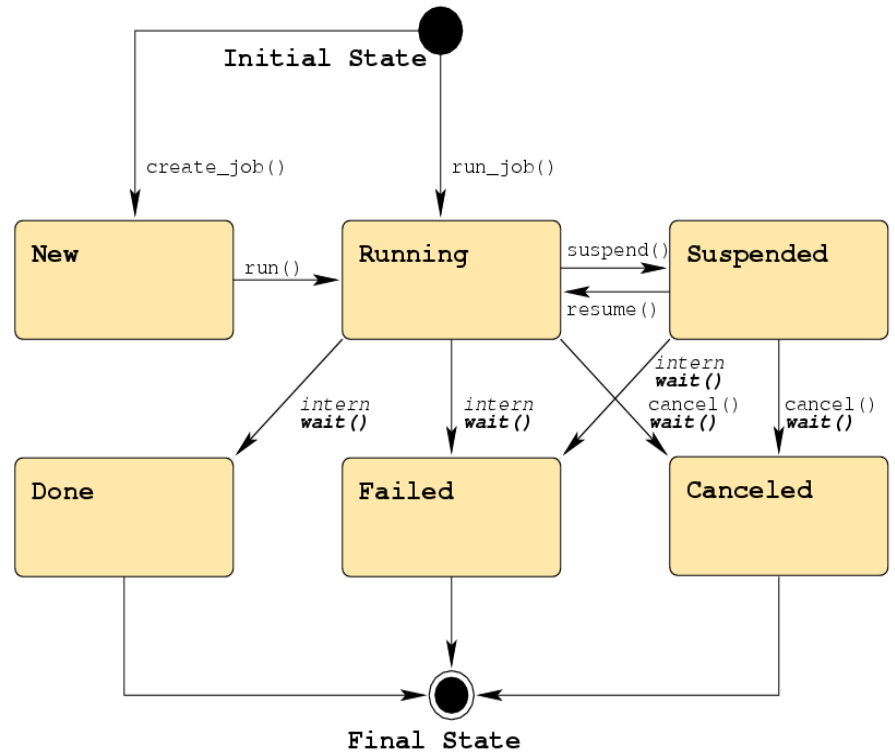 Initial State
create_job()
run_job()
New
run()
Running
suspend()
resume()
Suspended
intern
wait()
intern
wait()
cancel()
wait()
intern
wait()
cancel()
wait()
Done
Failed
Canceled
Final State